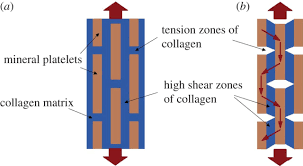 (a)
(b)
tension zones of
collagen
mineral platelets
high shear zones
of collagen
collagen matrix